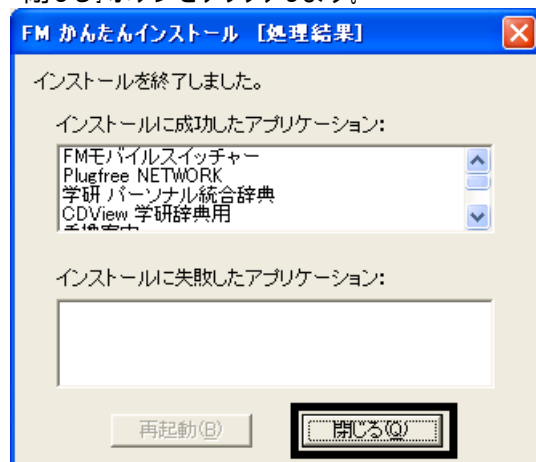 FM かんたんインストール [処理結果]
インストールを終了しました。
インストールに成功したアプリケーション:
FMモバイルスイッチャー
Plugfree NETWORK
学研 パーソナル統合辞典
CDView 学研辞典用
インストールに失敗したアプリケーション:
再起動(B)
閉じる(Q)